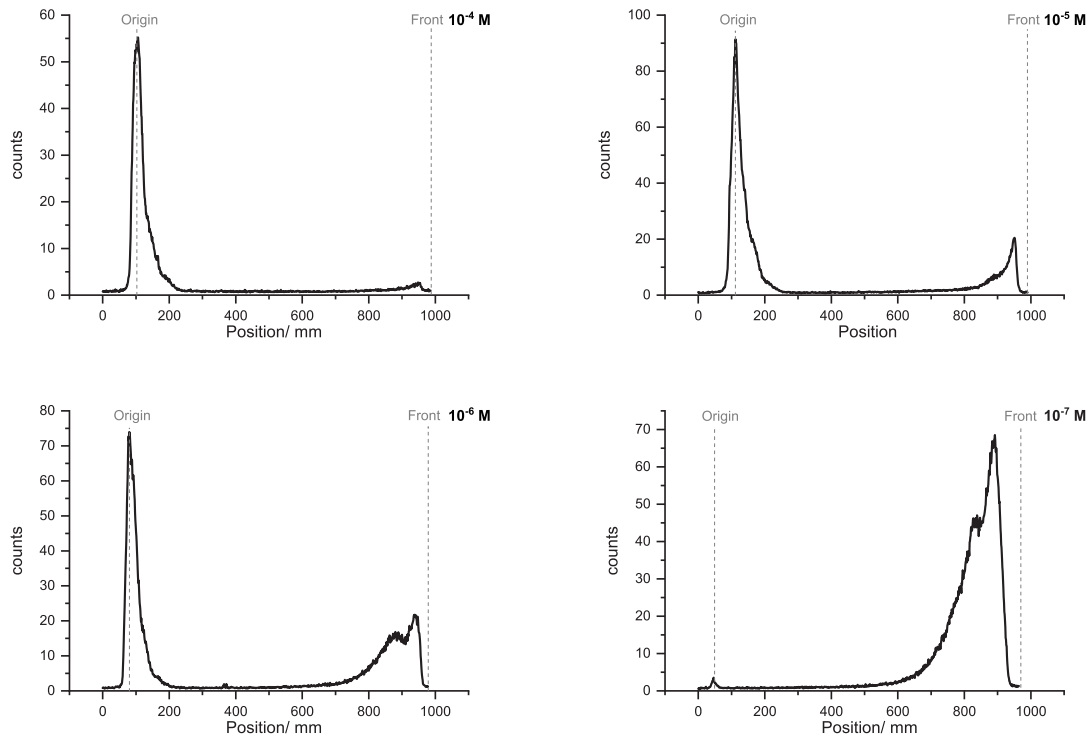 Origin Front 10⁻⁴ M
60
50
40
30
20
10
0
counts
0 200 400 600 800 1000
Position/ mm
Origin Front 10⁻⁵ M
100
80
60
40
20
0
counts
0 200 400 600 800 1000
Position
Origin Front 10⁻⁶ M
80
70
60
50
40
30
20
10
0
counts
0 200 400 600 800 1000
Position/ mm
Origin Front 10⁻⁷ M
70
60
50
40
30
20
10
0
counts
0 200 400 600 800 1000
Position/ mm